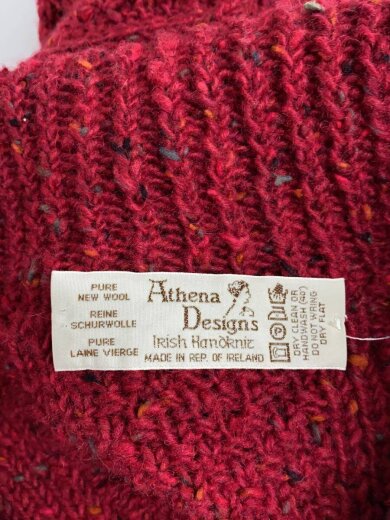 PURE
NEW WOOL
REINE
SCHURWOLLE
PURE
LAINE VIERGE
Athena
Designs
Irish Handknit
MADE IN REP. OF IRELAND
DRY CLEAN OR
HANDWASH (40°)
DO NOT WRING
DRY FLAT